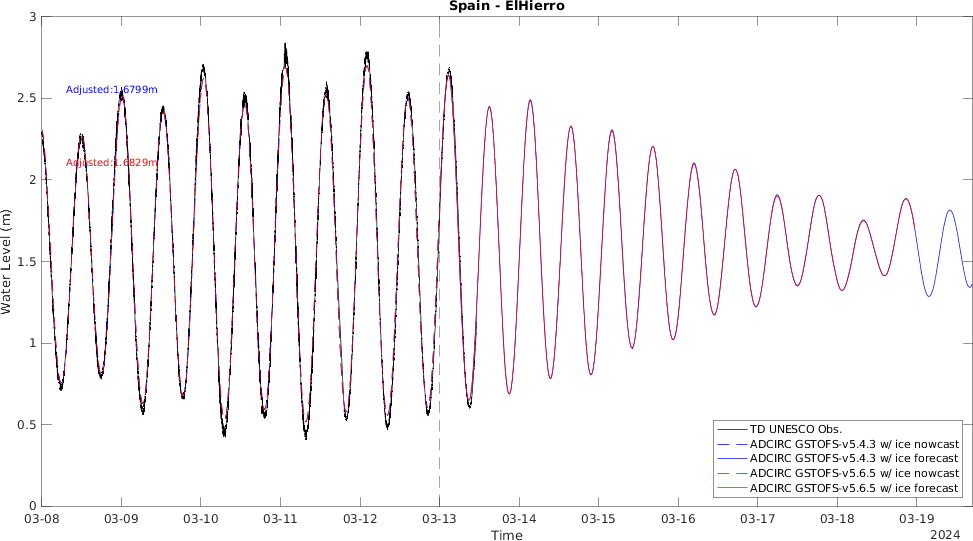 Spain - ElHierro
3
2.5
2
1.5
1
0.5
0
Water Level (m)
Adjusted:1.6799m
Adjusted:1.6829m
TD UNESCO Obs.
ADCIRC GSTOFS-v5.4.3 w/ ice nowcast
ADCIRC GSTOFS-v5.4.3 w/ ice forecast
ADCIRC GSTOFS-v5.6.5 w/ ice nowcast
ADCIRC GSTOFS-v5.6.5 w/ ice forecast
03-08 03-09 03-10 03-11 03-12 03-13 03-14 03-15 03-16 03-17 03-18 03-19
Time
2024